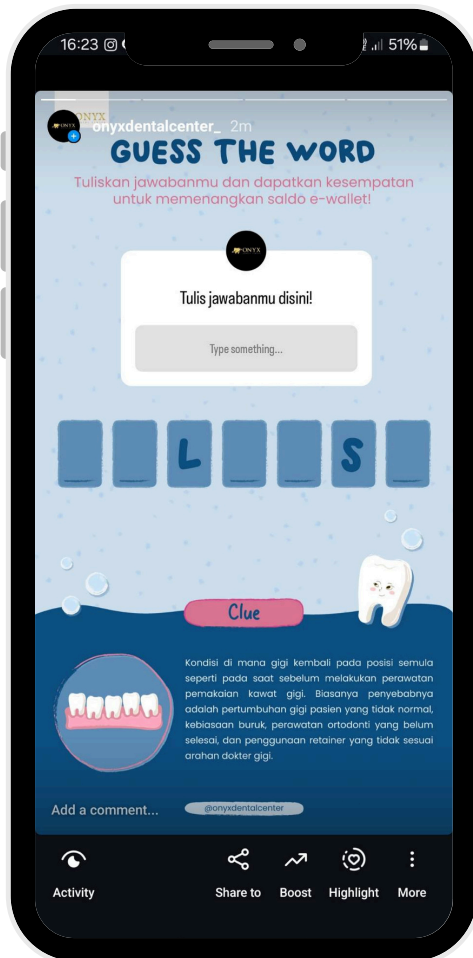 16:23
51%
ONYX
onyxdentalcenter_ 2m
GUESS THE WORD
Tuliskan jawabanmu dan dapatkan kesempatan
untuk memenangkan saldo e-wallet!
ONYX
Tulis jawabanmu disini!
Type something...
_ _ L _ _ S _
Clue
Kondisi di mana gigi kembali pada posisi semula
seperti pada saat sebelum melakukan perawatan
pemakaian kawat gigi. Biasanya penyebabnya
adalah pertumbuhan gigi pasien yang tidak normal,
kebiasaan buruk, perawatan ortodonti yang belum
selesai, dan penggunaan retainer yang tidak sesuai
arahan dokter gigi.
Add a comment...
@onyxdentalcenter
Activity
Share to
Boost
Highlight
More